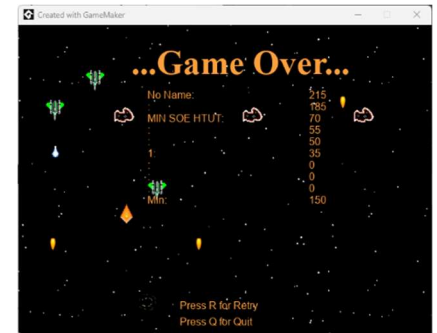 Created with GameMaker
...Game Over...
No Name: 215
185
MIN SOE HTUT: 70
55
50
1: 35
0
0
0
Min: 150
Press R for Retry
Press Q for Quit